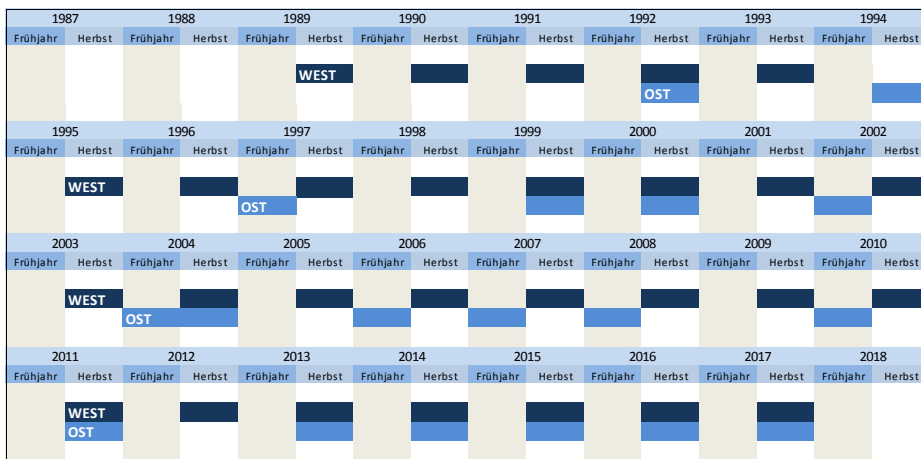 1987 1988 1989 1990 1991 1992 1993 1994
Frühjahr Herbst Frühjahr Herbst Frühjahr Herbst Frühjahr Herbst Frühjahr Herbst Frühjahr Herbst Frühjahr Herbst Frühjahr Herbst
WEST
OST
1995 1996 1997 1998 1999 2000 2001 2002
Frühjahr Herbst Frühjahr Herbst Frühjahr Herbst Frühjahr Herbst Frühjahr Herbst Frühjahr Herbst Frühjahr Herbst Frühjahr Herbst
WEST
OST
2003 2004 2005 2006 2007 2008 2009 2010
Frühjahr Herbst Frühjahr Herbst Frühjahr Herbst Frühjahr Herbst Frühjahr Herbst Frühjahr Herbst Frühjahr Herbst Frühjahr Herbst
WEST
OST
2011 2012 2013 2014 2015 2016 2017 2018
Frühjahr Herbst Frühjahr Herbst Frühjahr Herbst Frühjahr Herbst Frühjahr Herbst Frühjahr Herbst Frühjahr Herbst Frühjahr Herbst
WEST
OST